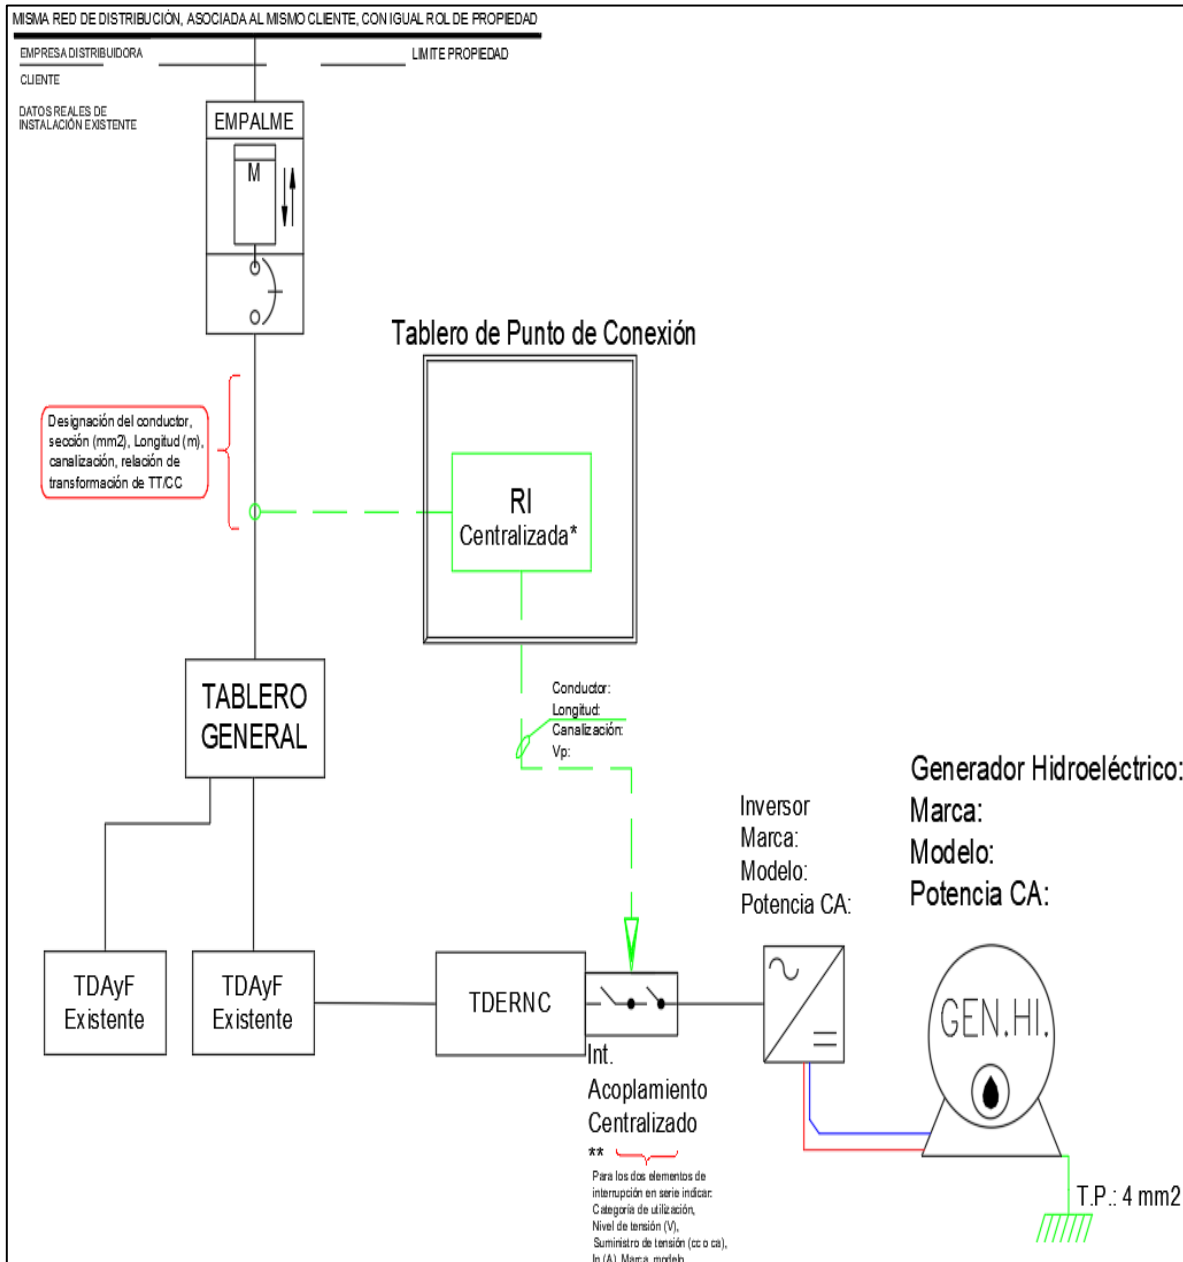 MISMA RED DE DISTRIBUCIÓN, ASOCIADA AL MISMO CLIENTE, CON IGUAL ROL DE PROPIEDAD
EMPRESA DISTRIBUIDORA
LIMITE PROPIEDAD
CLIENTE
DATOS REALES DE
INSTALACIÓN EXISTENTE
EMPALME
M
Tablero de Punto de Conexión
Designación del conductor,
sección (mm2), Longitud (m),
canalización, relación de
transformación de TT/CC
RI
Centralizada*
TABLERO
GENERAL
Conductor:
Longitud:
Canalización:
Vp:
Inversor
Marca:
Modelo:
Potencia CA:
Generador Hidroeléctrico:
Marca:
Modelo:
Potencia CA:
TDAyF
Existente
TDAyF
Existente
TDERNC
GEN.HI.
Int.
Acoplamiento
Centralizado
**
Para los dos elementos de
interrupción en serie indicar:
Categoría de utilización,
Nivel de tensión (V),
Suministro de tensión (cc o ca),
In (A), Marca, modelo
T.P.: 4 mm2